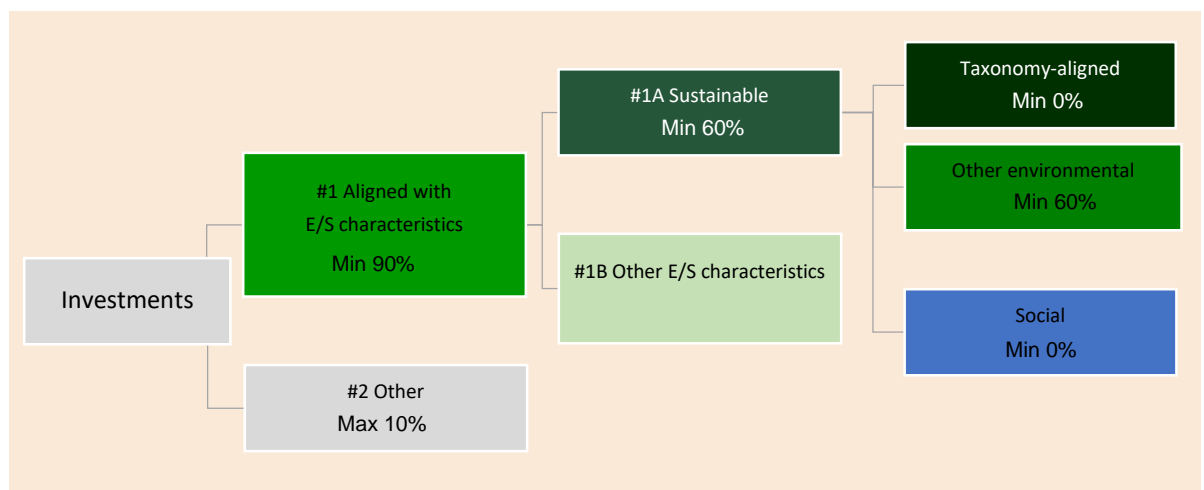 Investments
#1 Aligned with
E/S characteristics
Min 90%
#2 Other
Max 10%
#1A Sustainable
Min 60%
#1B Other E/S characteristics
Taxonomy-aligned
Min 0%
Other environmental
Min 60%
Social
Min 0%